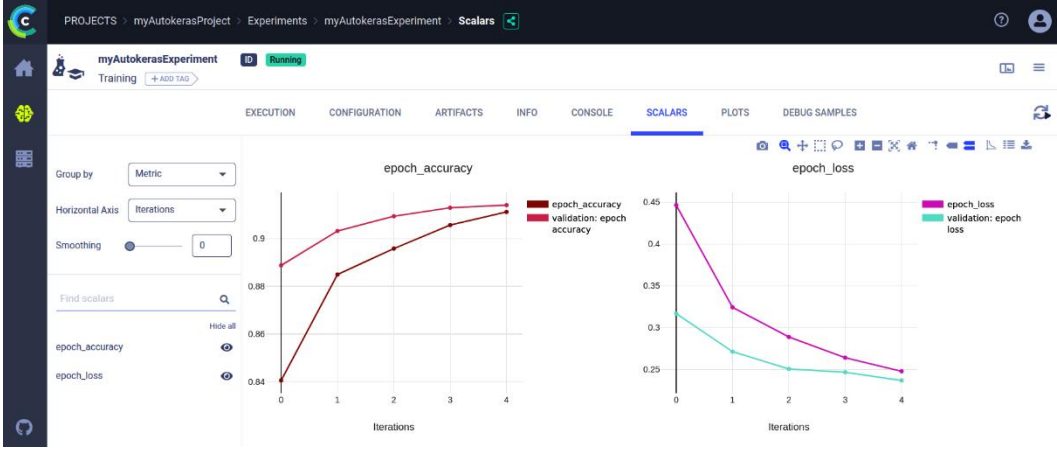 PROJECTS > myAutokerasProject > Experiments > myAutokerasExperiment > Scalars
myAutokerasExperiment ID Running
Training + ADD TAG
EXECUTION CONFIGURATION ARTIFACTS INFO CONSOLE SCALARS PLOTS DEBUG SAMPLES
Group by Metric
Horizontal Axis Iterations
Smoothing 0
Find scalars
Hide all
epoch_accuracy
epoch_loss
epoch_accuracy
0.9
0.88
0.86
0.84
0 1 2 3 4
Iterations
epoch_accuracy
validation: epoch
accuracy
epoch_loss
0.45
0.4
0.35
0.3
0.25
0 1 2 3 4
Iterations
epoch_loss
validation: epoch
loss